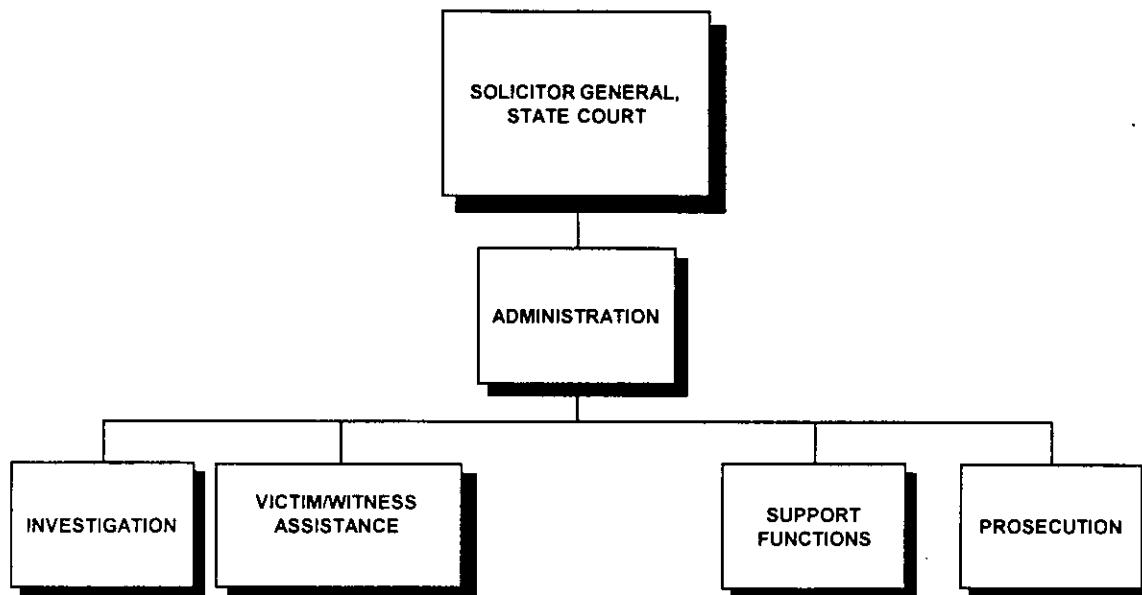 SOLICITOR GENERAL,
STATE COURT
ADMINISTRATION
INVESTIGATION
VICTIM/WITNESS
ASSISTANCE
SUPPORT
FUNCTIONS
PROSECUTION